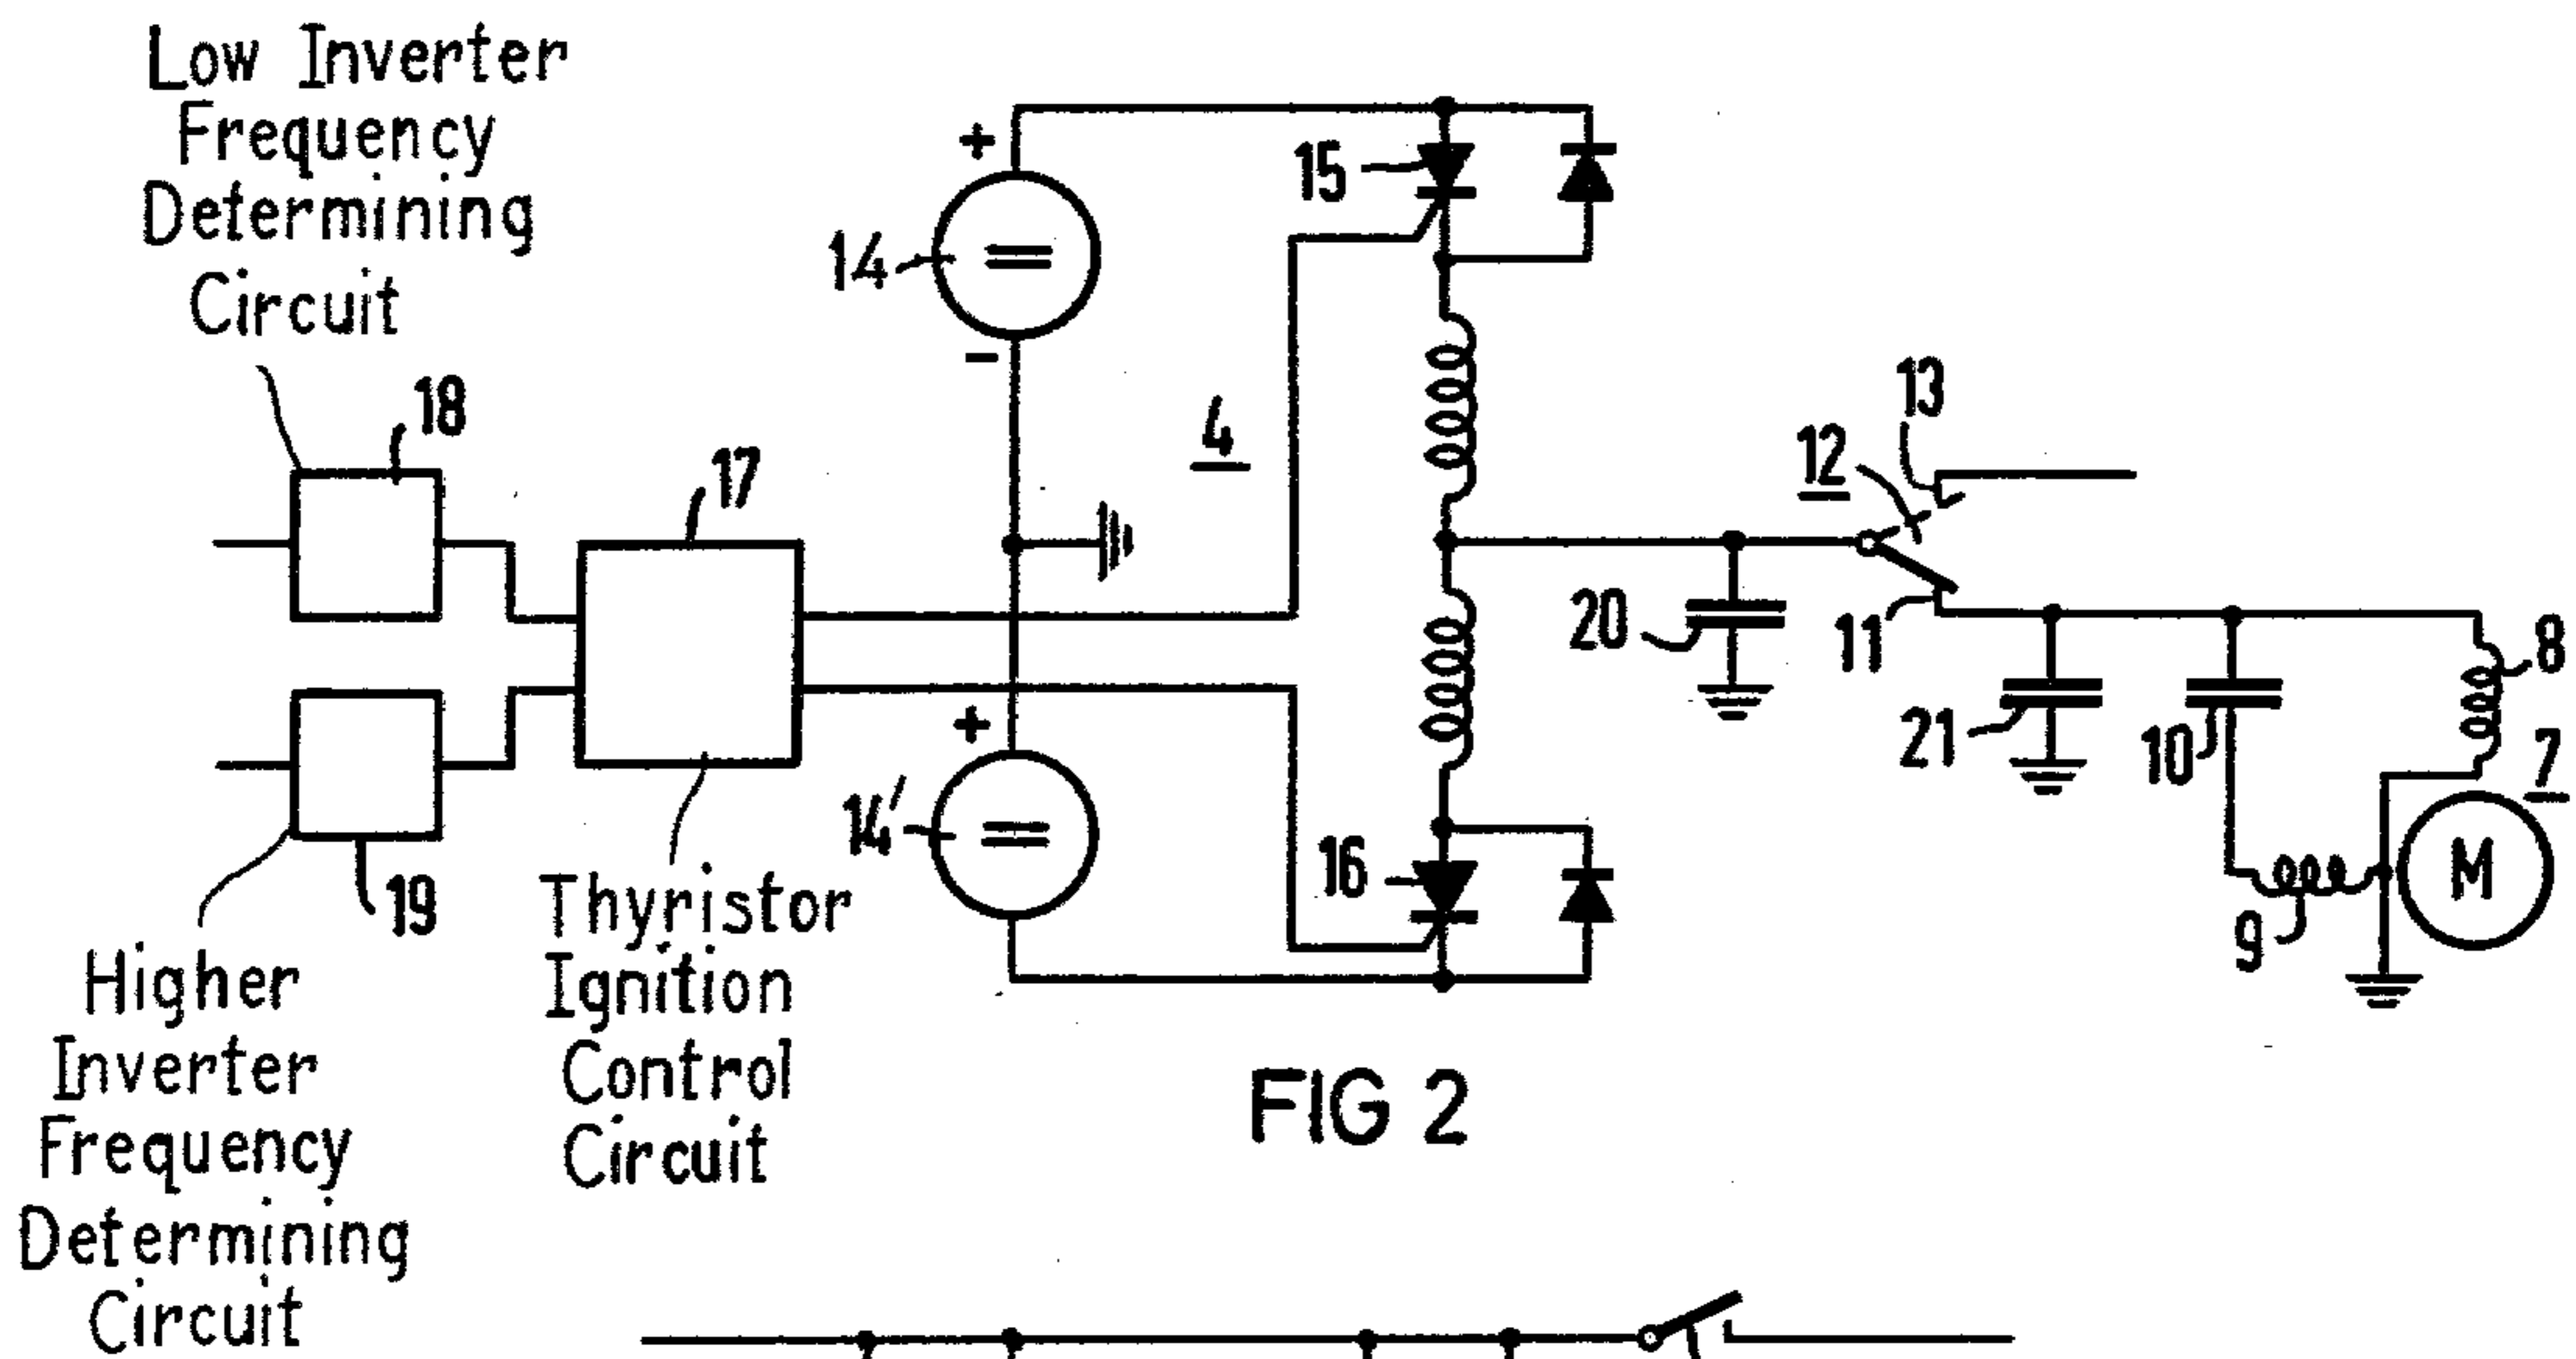 Low Inverter
Frequency
Determining
Circuit
18
17
+
14
-
4
15
13
12
20
11
21
10
8
7
M
9
+
14'
16
19
Higher
Inverter
Frequency
Determining
Circuit
Thyristor
Ignition
Control
Circuit
FIG 2